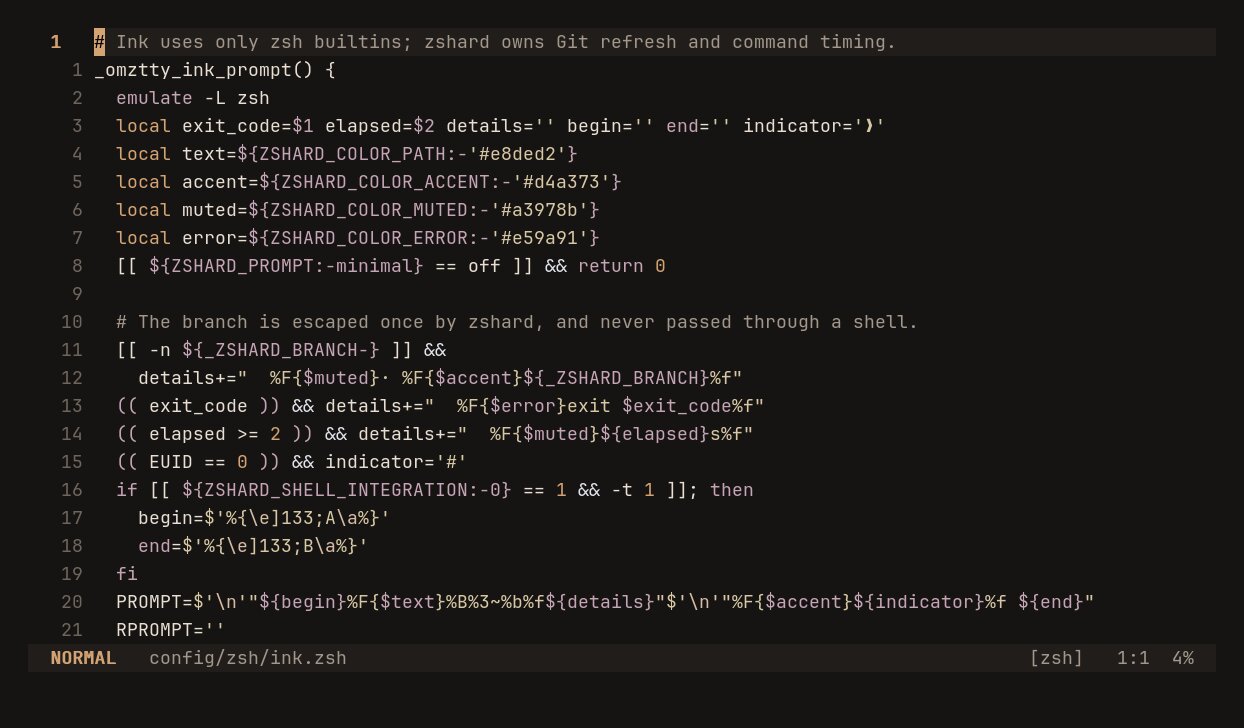 1   # Ink uses only zsh builtins; zshard owns Git refresh and command timing.
  1 _omztty_ink_prompt() {
  2   emulate -L zsh
  3   local exit_code=$1 elapsed=$2 details='' begin='' end='' indicator='❫'
  4   local text=${ZSHARD_COLOR_PATH:-'#e8ded2'}
  5   local accent=${ZSHARD_COLOR_ACCENT:-'#d4a373'}
  6   local muted=${ZSHARD_COLOR_MUTED:-'#a3978b'}
  7   local error=${ZSHARD_COLOR_ERROR:-'#e59a91'}
  8   [[ ${ZSHARD_PROMPT:-minimal} == off ]] && return 0
  9
 10   # The branch is escaped once by zshard, and never passed through a shell.
 11   [[ -n ${_ZSHARD_BRANCH-} ]] &&
 12     details+="  %F{$muted}· %F{$accent}${_ZSHARD_BRANCH}%f"
 13   (( exit_code )) && details+="  %F{$error}exit $exit_code%f"
 14   (( elapsed >= 2 )) && details+="  %F{$muted}${elapsed}s%f"
 15   (( EUID == 0 )) && indicator='#'
 16   if [[ ${ZSHARD_SHELL_INTEGRATION:-0} == 1 && -t 1 ]]; then
 17     begin=$'%{\e]133;A\a%}'
 18     end=$'%{\e]133;B\a%}'
 19   fi
 20   PROMPT=$'\n'"${begin}%F{$text}%B%3~%b%f${details}"$'\n'"%F{$accent}${indicator}%f ${end}"
 21   RPROMPT=''
NORMAL   config/zsh/ink.zsh   [zsh]   1:1  4%